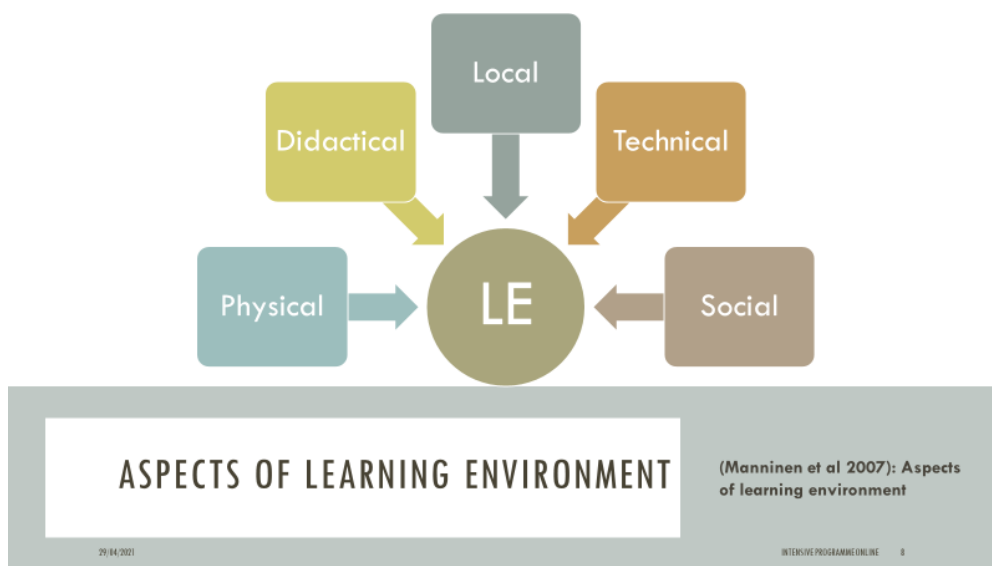 Local
Didactical
Technical
Physical
LE
Social
ASPECTS OF LEARNING ENVIRONMENT
(Manninen et al 2007): Aspects
of learning environment
29/04/2021
INTENSIVE PROGRAMME ONLINE
8